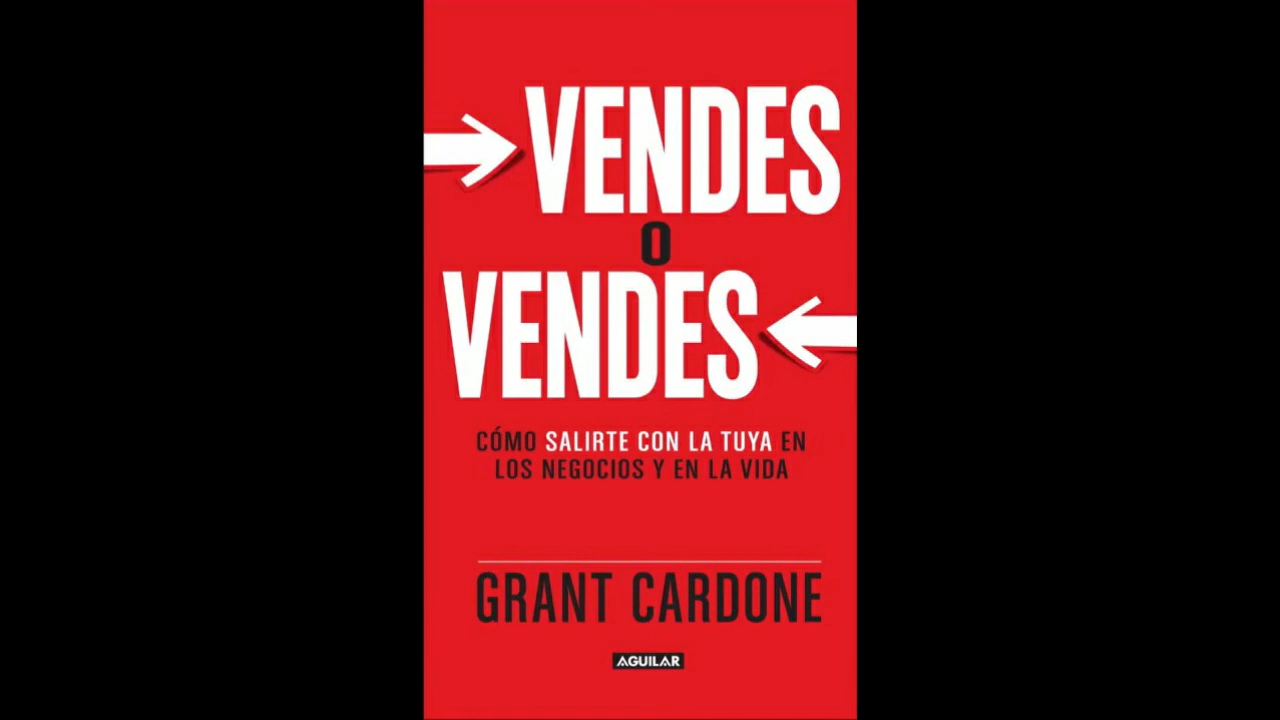 VENDES
O
VENDES
CÓMO SALIRTE CON LA TUYA EN
LOS NEGOCIOS Y EN LA VIDA
GRANT CARDONE
AGUILAR